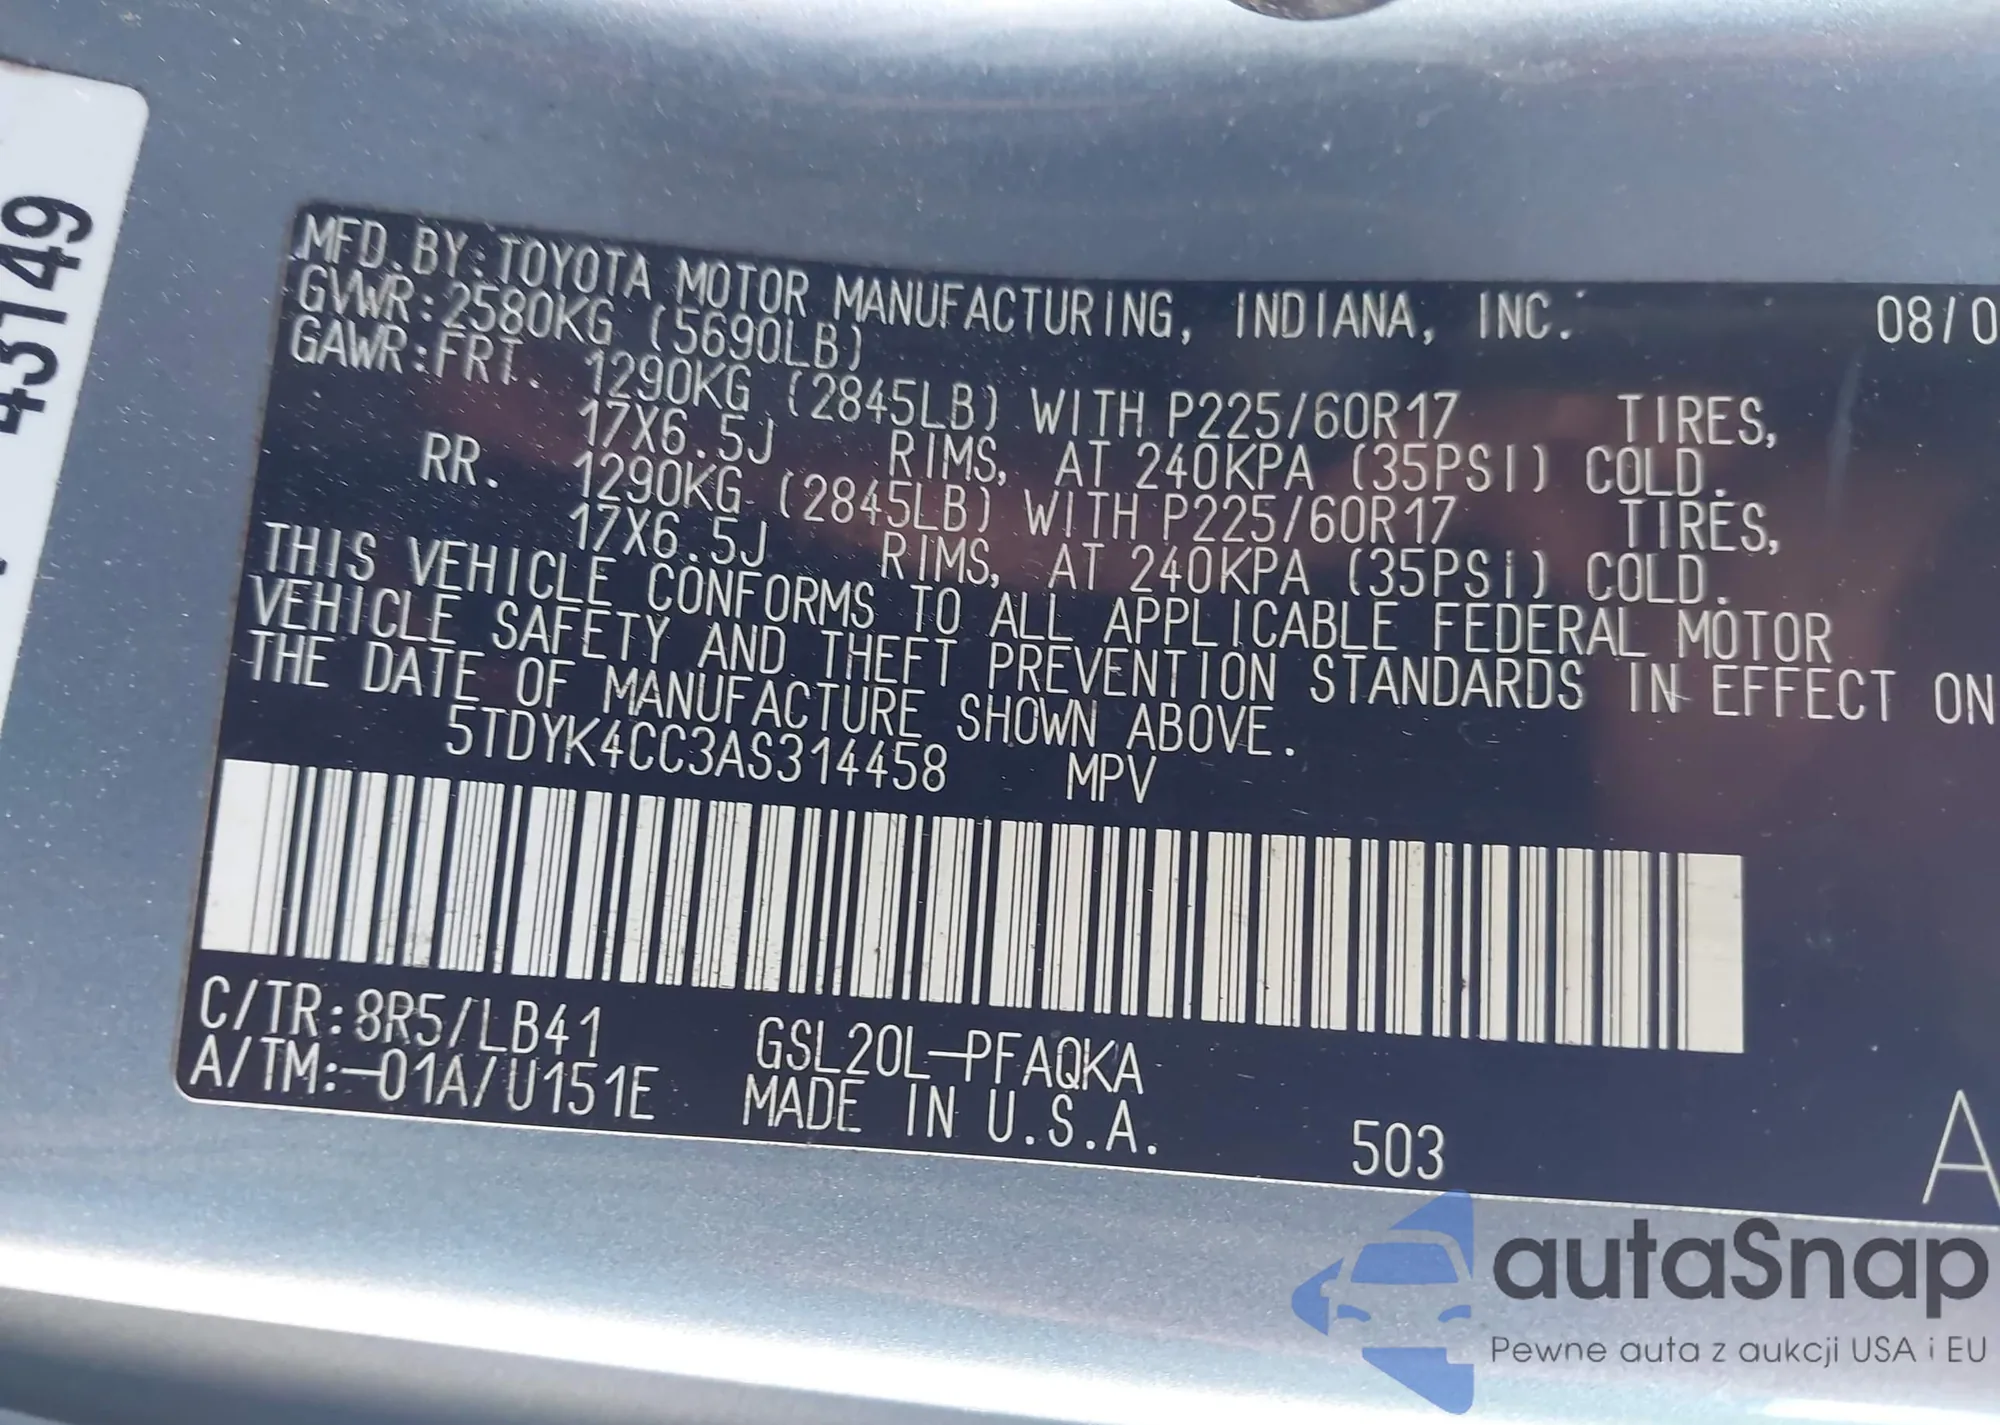 43149
MFD.BY:TOYOTA MOTOR MANUFACTURING, INDIANA, INC. 08/0
GVWR:2580KG (5690LB)
GAWR:FRT. 1290KG (2845LB) WITH P225/60R17 TIRES,
17X6.5J RIMS, AT 240KPA (35PSI) COLD.
RR. 1290KG (2845LB) WITH P225/60R17 TIRES,
17X6.5J RIMS, AT 240KPA (35PSI) COLD.
THIS VEHICLE CONFORMS TO ALL APPLICABLE FEDERAL MOTOR
VEHICLE SAFETY AND THEFT PREVENTION STANDARDS IN EFFECT ON
THE DATE OF MANUFACTURE SHOWN ABOVE.
5TDYK4CC3AS314458 MPV
C/TR:8R5/LB41 GSL20L-PFAQKA
A/TM:-01A/U151E MADE IN U.S.A. 503 A
autaSnap
Pewne auta z aukcji USA i EU